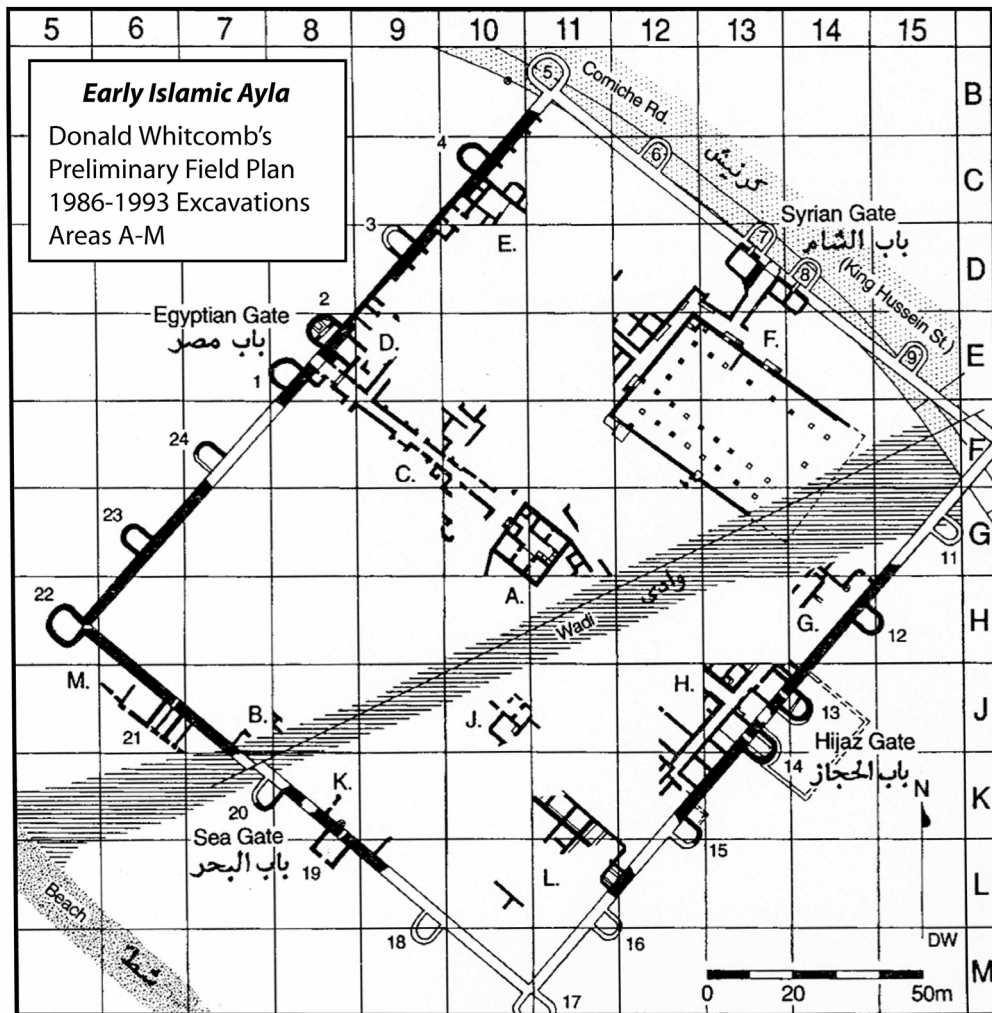 5 6 7 8 9 10 11 12 13 14 15
Early Islamic Ayla
Donald Whitcomb's
Preliminary Field Plan
1986-1993 Excavations
Areas A-M
B
C
D
E
F
G
H
J
K
L
M
5
Corniche Rd.
كرنيش
6
4
3
E.
Syrian Gate
باب الشام
7
8
(King Hussein St.)
9
2
Egyptian Gate
باب مصر
1
D.
F.
24
C.
23
11
22
A.
وادي
Wadi
G.
12
M.
21
B.
J.
H.
13
Hijaz Gate
باب الحجاز
14
N
20
K.
Sea Gate
باب البحر
19
15
L.
Beach
شط
18
16
17
DW
0 20 50m